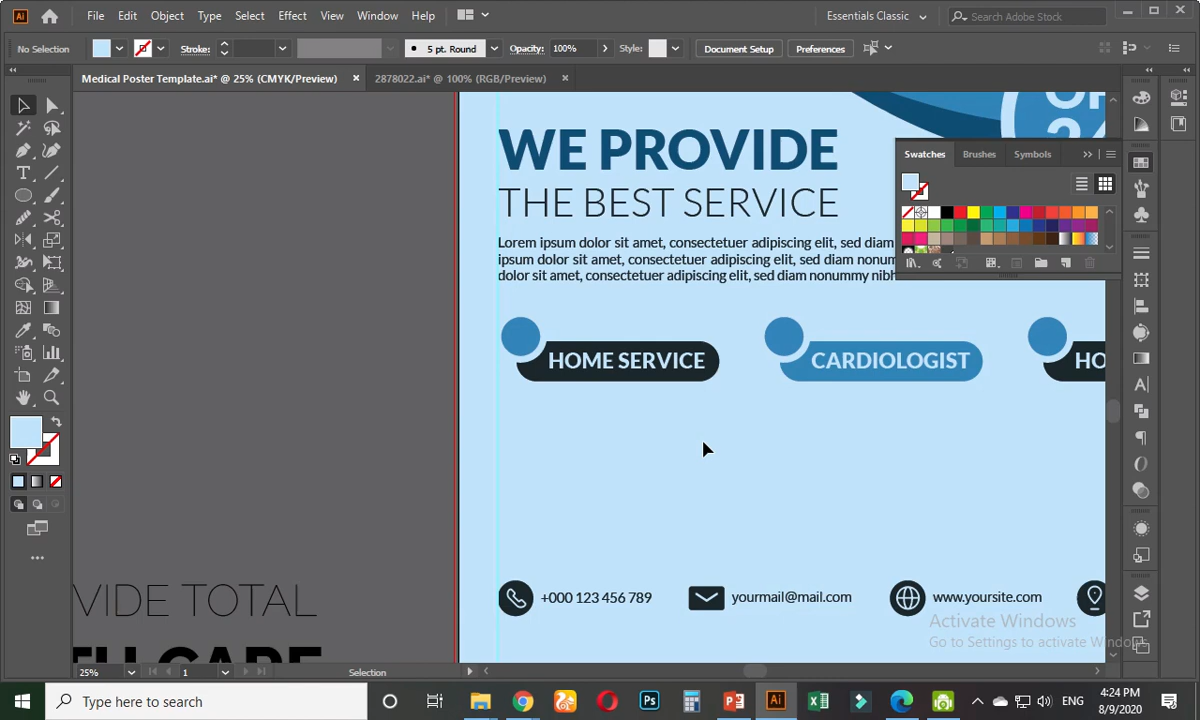 Ai File Edit Object Type Select Effect View Window Help Essentials Classic Search Adobe Stock
No Selection Stroke: 5 pt. Round Opacity: 100% Style: Document Setup Preferences
Medical Poster Template.ai* @ 25% (CMYK/Preview) × 2878022.ai* @ 100% (RGB/Preview) ×
WE PROVIDE
THE BEST SERVICE
Lorem ipsum dolor sit amet, consectetuer adipiscing elit, sed diam
ipsum dolor sit amet, consectetuer adipiscing elit, sed diam nonum
dolor sit amet, consectetuer adipiscing elit, sed diam nonummy nibh
Swatches Brushes Symbols
HOME SERVICE CARDIOLOGIST HO
+000 123 456 789 yourmail@mail.com www.yoursite.com
VIDE TOTAL
Activate Windows
Go to Settings to activate Windows.
25% 1 Selection
Type here to search Ps Ai ENG 4:24 PM
8/9/2020